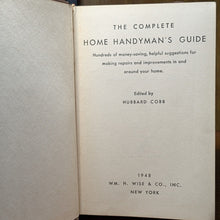 THE COMPLETE
HOME HANDYMAN'S GUIDE
Hundreds of money-saving, helpful suggestions for
making repairs and improvements in and
around your home.
Edited by
HUBBARD COBB
1948
WM. H. WISE & CO., INC.
NEW YORK